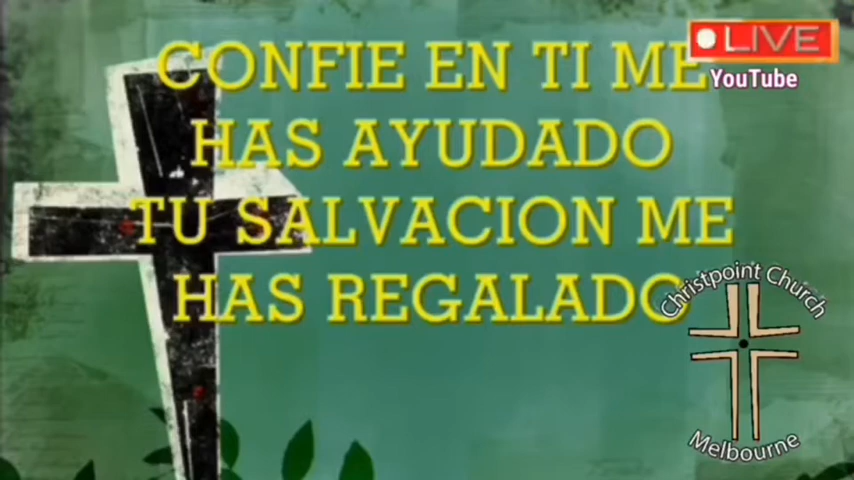 CONFIE EN TI ME
HAS AYUDADO
TU SALVACION ME
HAS REGALADO
LIVE
YouTube
Christpoint Church
Melbourne